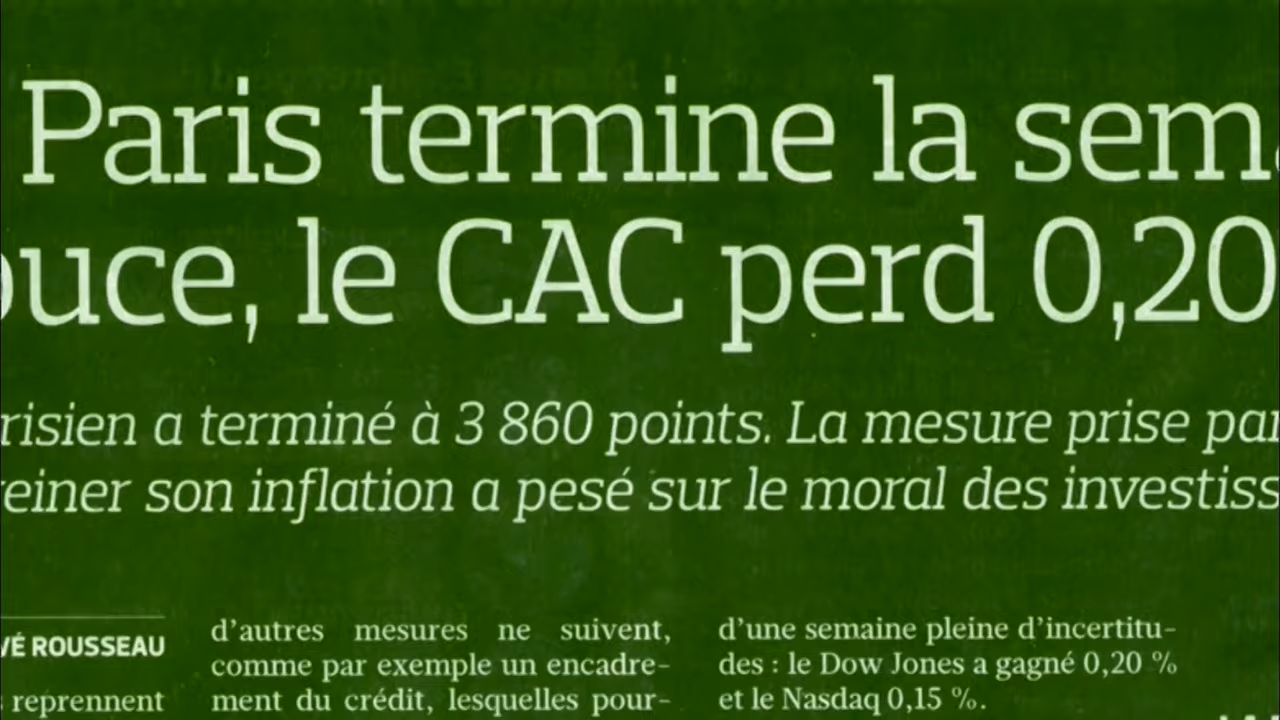 Paris termine la sem
ouce, le CAC perd 0,20
risien a terminé à 3 860 points. La mesure prise par
reiner son inflation a pesé sur le moral des investiss
VÉ ROUSSEAU
reprennent
d’autres mesures ne suivent,
comme par exemple un encadre-
ment du crédit, lesquelles pour-
d’une semaine pleine d’incertitu-
des : le Dow Jones a gagné 0,20 %
et le Nasdaq 0,15 %.